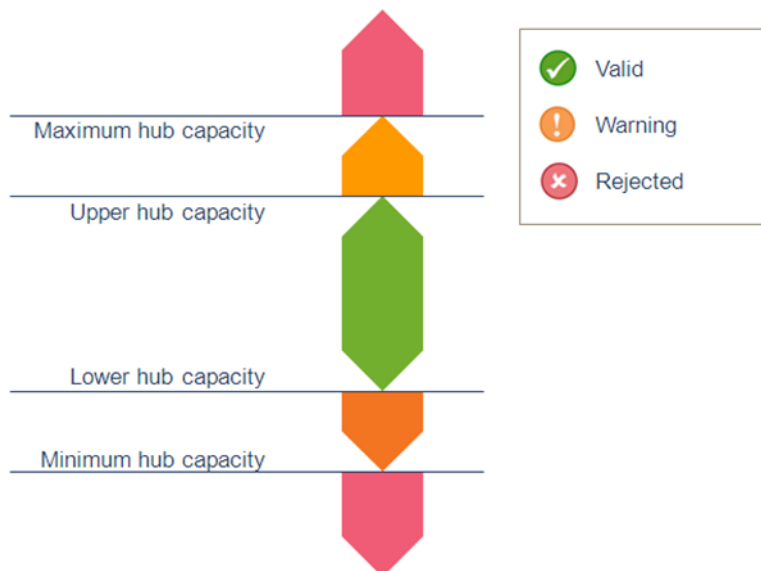 Maximum hub capacity
Upper hub capacity
Lower hub capacity
Minimum hub capacity
Valid
Warning
Rejected